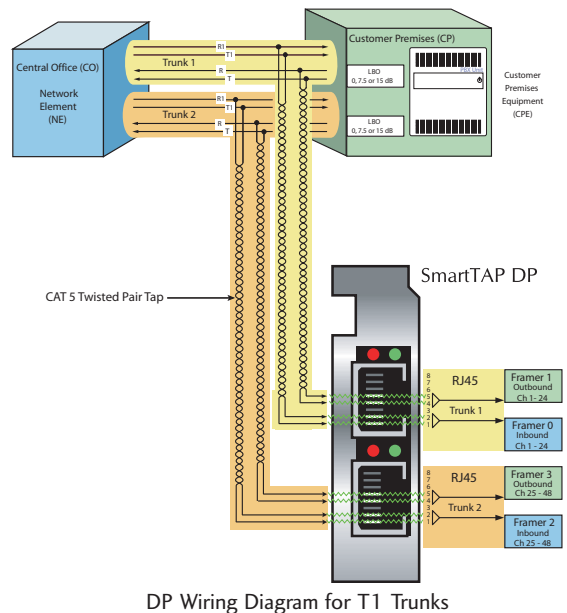 Central Office (CO)
Network
Element
(NE)
R1
T1
Trunk 1
R
T
R1
T1
Trunk 2
R
T
Customer Premises (CP)
LBO
0, 7.5 or 15 dB
LBO
0, 7.5 or 15 dB
Customer
Premises
Equipment
(CPE)
CAT 5 Twisted Pair Tap
SmartTAP DP
8
7
6
5
4
3
2
1
RJ45
Trunk 1
Framer 1
Outbound
Ch 1- 24
Framer 0
Inbound
Ch 1 - 24
8
7
6
5
4
3
2
1
RJ45
Trunk 2
Framer 3
Outbound
Ch 25 - 48
Framer 2
Inbound
Ch 25 - 48
DP Wiring Diagram for T1 Trunks